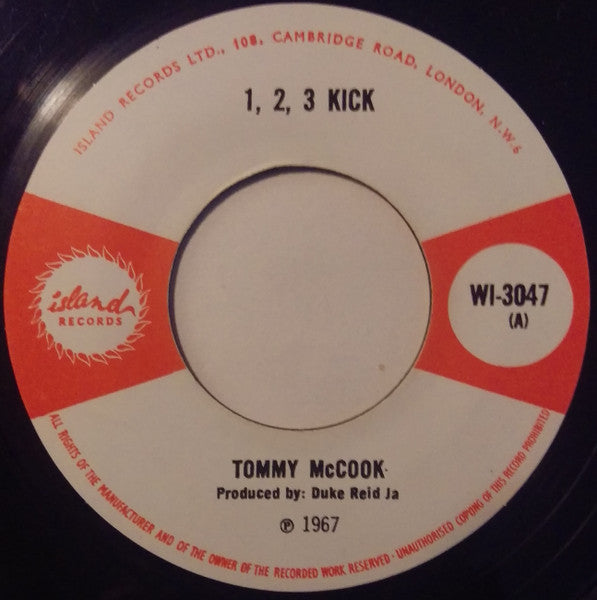 ISLAND RECORDS LTD., 108, CAMBRIDGE ROAD, LONDON, N.W.6
1, 2, 3 KICK
island
RECORDS
WI-3047
(A)
TOMMY McCOOK
Produced by: Duke Reid Ja
℗ 1967
ALL RIGHTS OF THE MANUFACTURER AND OF THE OWNER OF THE RECORDED WORK RESERVED - UNAUTHORISED COPYING OF THIS RECORD PROHIBITED